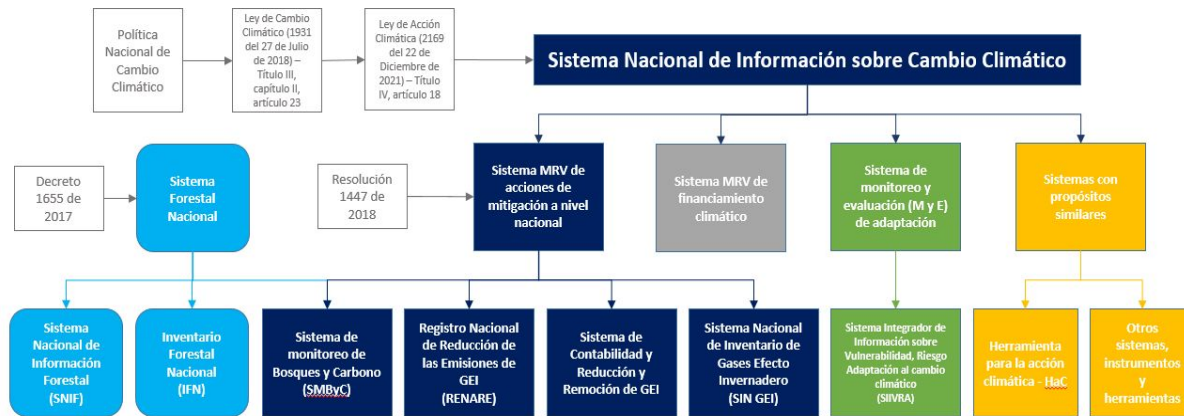 Política
Nacional de
Cambio
Climático
Ley de Cambio
Climático (1931
del 27 de Julio
de 2018) –
Título III,
capítulo II,
artículo 23
Ley de Acción
Climática (2169
del 22 de
Diciembre de
2021) – Título
IV, artículo 18
Sistema Nacional de Información sobre Cambio Climático
Decreto
1655 de
2017
Sistema
Forestal
Nacional
Resolución
1447 de
2018
Sistema MRV de
acciones de
mitigación a nivel
nacional
Sistema MRV de
financiamiento
climático
Sistema de
monitoreo y
evaluación (M y E)
de adaptación
Sistemas con
propósitos
similares
Sistema
Nacional de
Información
Forestal
(SNIF)
Inventario
Forestal
Nacional
(IFN)
Sistema de
monitoreo de
Bosques y Carbono
(SMByC)
Registro Nacional
de Reducción de
las Emisiones de
GEI
(RENARE)
Sistema de
Contabilidad y
Reducción y
Remoción de GEI
Sistema Nacional
de Inventario de
Gases Efecto
Invernadero
(SIN GEI)
Sistema Integrador de
Información sobre
Vulnerabilidad, Riesgo
Adaptación al cambio
climático
(SIIVRA)
Herramienta
para la acción
climática - HaC
Otros
sistemas,
instrumentos
y
herramientas